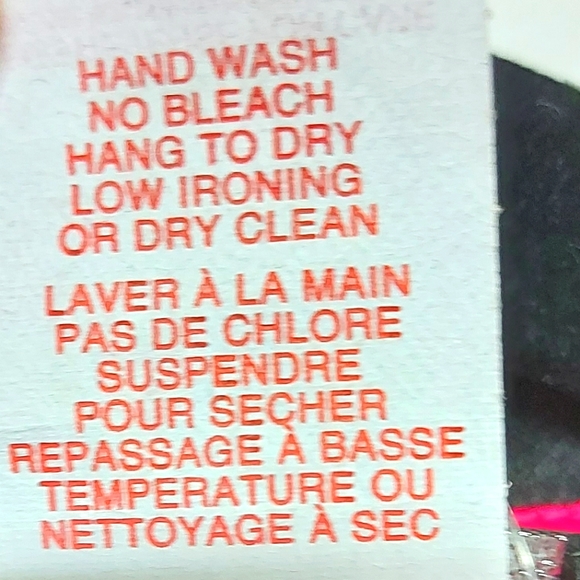 HAND WASH
NO BLEACH
HANG TO DRY
LOW IRONING
OR DRY CLEAN
LAVER À LA MAIN
PAS DE CHLORE
SUSPENDRE
POUR SECHER
REPASSAGE À BASSE
TEMPERATURE OU
NETTOYAGE À SEC